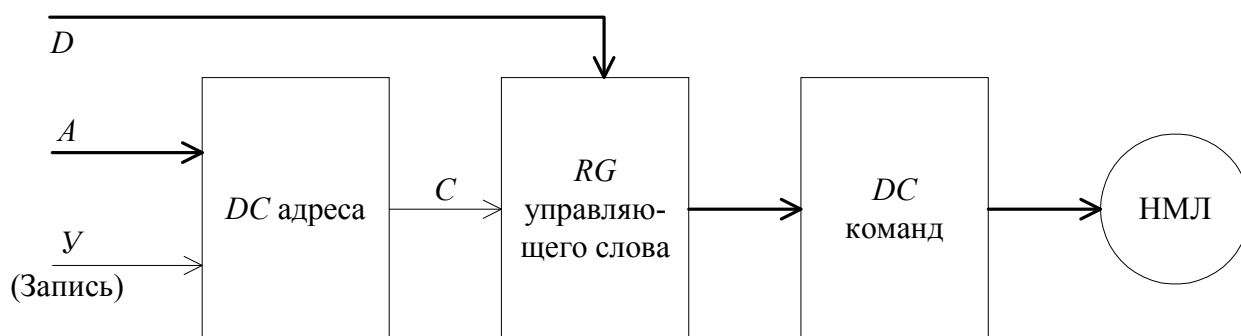 D
A
У
(Запись)
DC адреса
C
RG
управляю-
щего слова
DC
команд
НМЛ